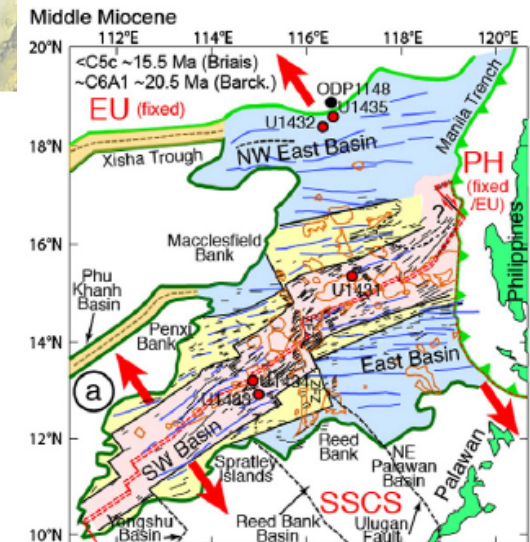 Middle Miocene
112°E
114°E
116°E
118°E
120°E
20°N
<C5c ~15.5 Ma (Briais)
~C6A1 ~20.5 Ma (Barck.)
ODP1148
EU (fixed)
U1435
U1432
Manila Trench
18°N
Xisha Trough
NW East Basin
PH
(fixed
/EU)
?
16°N
Macclesfield
Bank
Philippines
Phu
Khanh
Basin
U1431
14°N
Penxi
Bank
East Basin
a
U1434
U1433
ZFZ
SW Basin
12°N
Reed
Bank
NE
Palawan
Basin
Spratley
Islands
Palawan
SSCS
10°N
Yongshu
Basin
Reed Bank
Basin
Ulugan
Fault